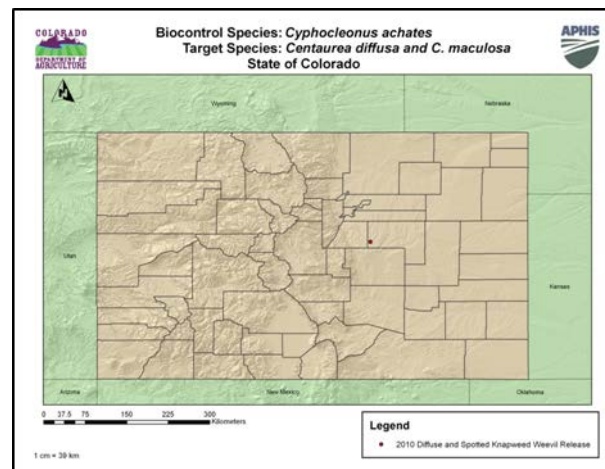 COLORADO
DEPARTMENT OF
AGRICULTURE
Biocontrol Species: Cyphocleonus achates
Target Species: Centaurea diffusa and C. maculosa
State of Colorado
APHIS
Wyoming
Nebraska
Utah
Kansas
Arizona
New Mexico
Oklahoma
0 37.5 75 150 225 300
Kilometers
1 cm = 39 km
Legend
2010 Diffuse and Spotted Knapweed Weevil Release